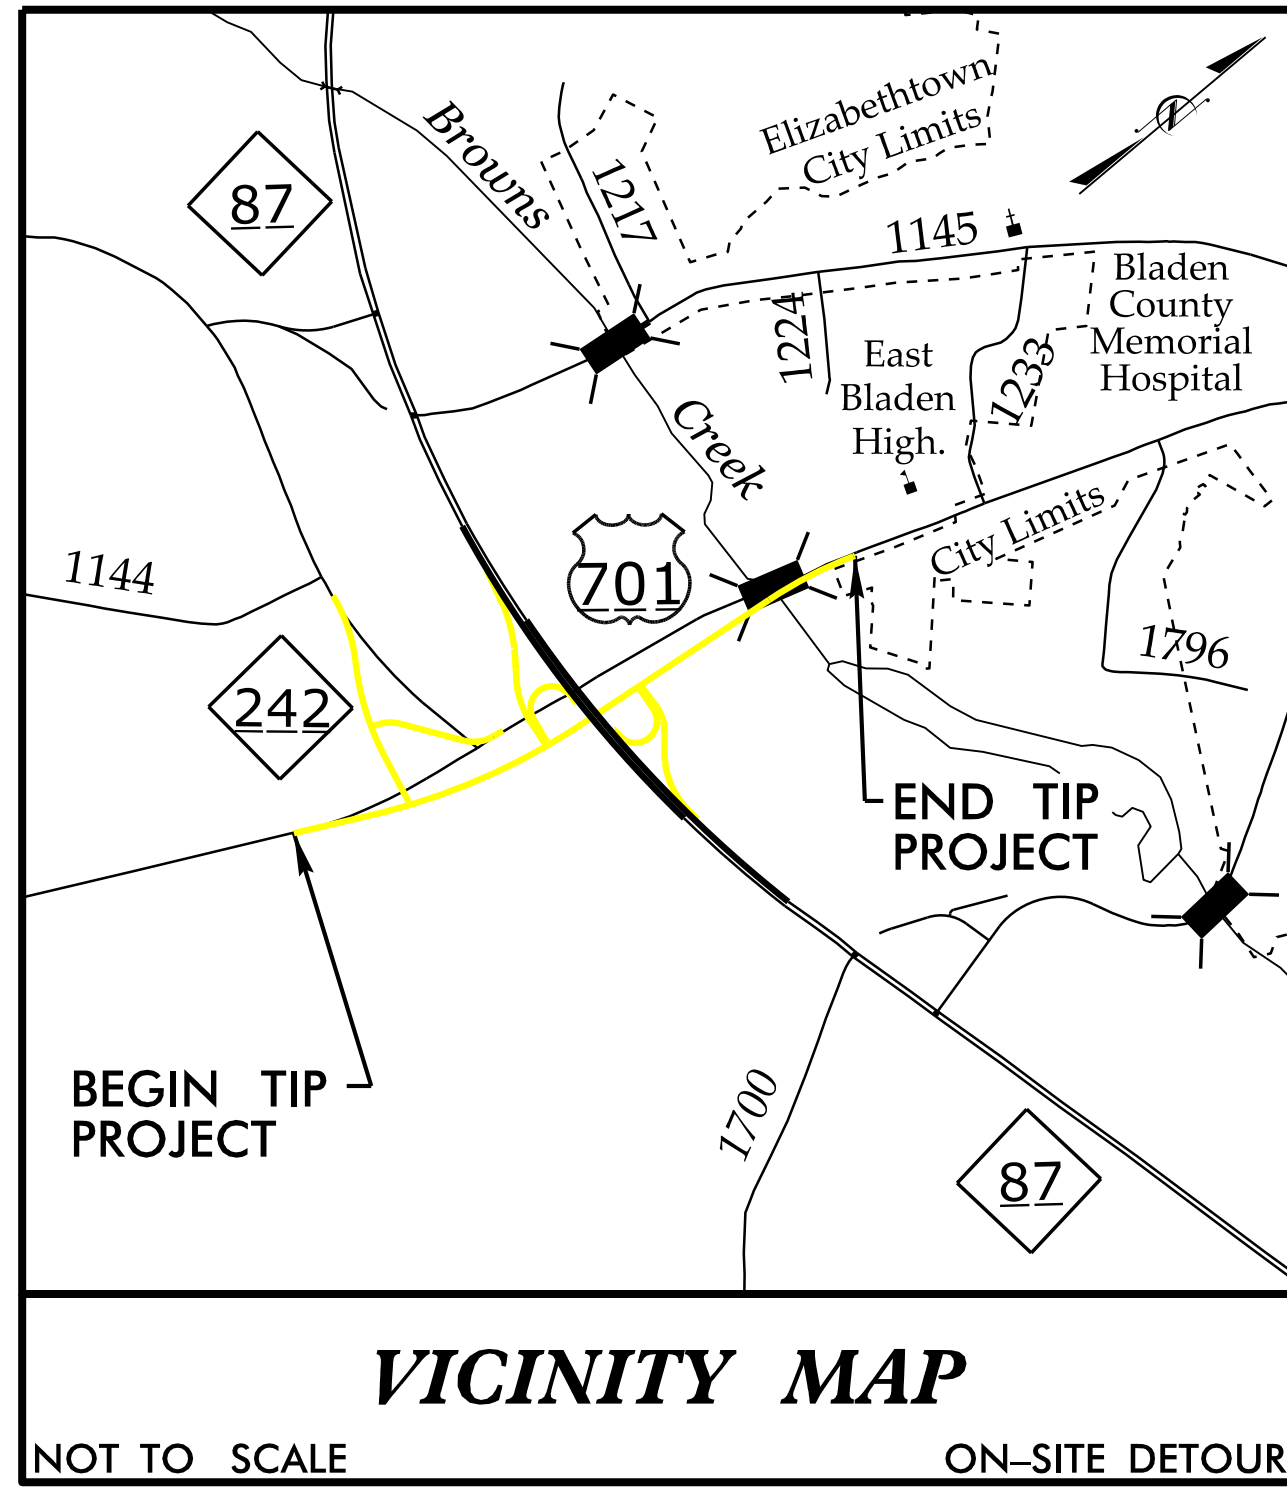 Elizabethtown
City Limits
Browns
87
1217
1145
Bladen
County
Memorial
Hospital
1224
East
Bladen
High.
1233
Creek
City Limits
701
1144
1796
242
END TIP
PROJECT
BEGIN TIP
PROJECT
1700
87
VICINITY MAP
NOT TO SCALE
ON–SITE DETOUR